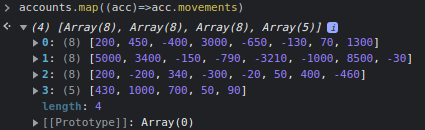 accounts.map((acc)=>acc.movements)
(4) [Array(8), Array(8), Array(8), Array(5)] i
0: (8) [200, 450, -400, 3000, -650, -130, 70, 1300]
1: (8) [5000, 3400, -150, -790, -3210, -1000, 8500, -30]
2: (8) [200, -200, 340, -300, -20, 50, 400, -460]
3: (5) [430, 1000, 700, 50, 90]
length: 4
[[Prototype]]: Array(0)